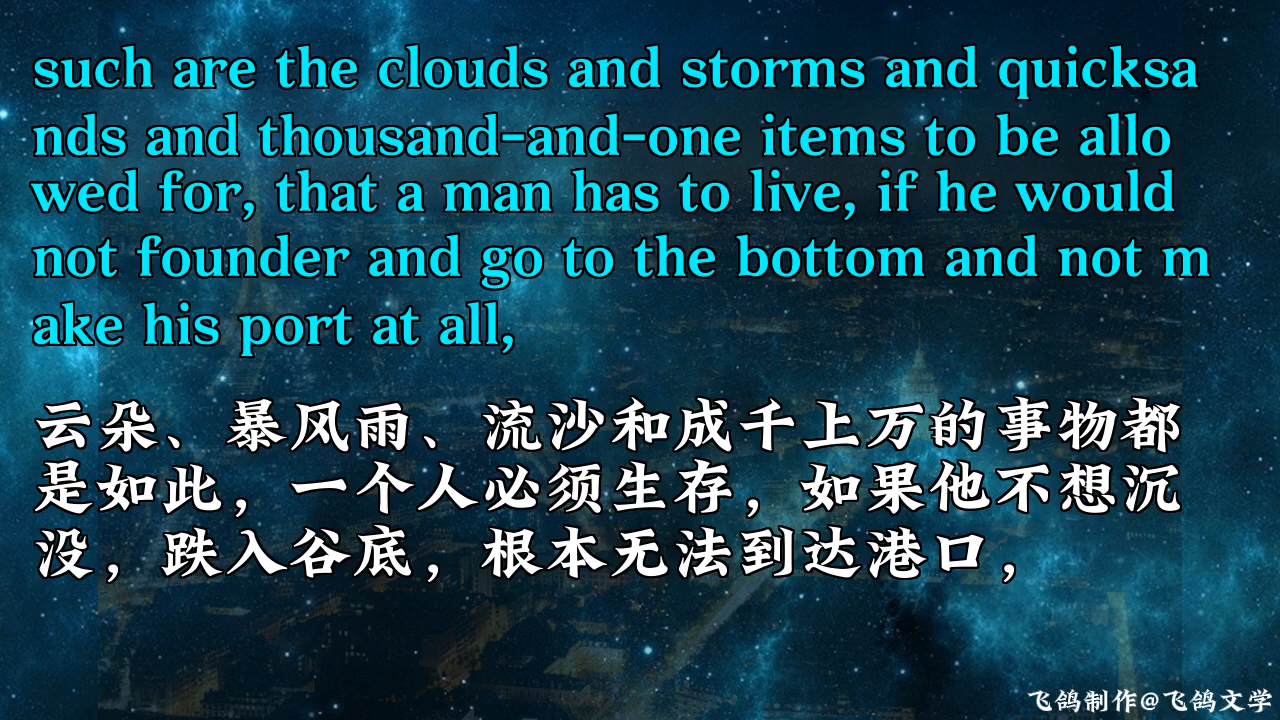 such are the clouds and storms and quicksa
nds and thousand-and-one items to be allo
wed for, that a man has to live, if he would
not founder and go to the bottom and not m
ake his port at all,
云朵、暴风雨、流沙和成千上万的事物都
是如此，一个人必须生存，如果他不想沉
没，跌入谷底，根本无法到达港口，
飞鸽制作@飞鸽文学